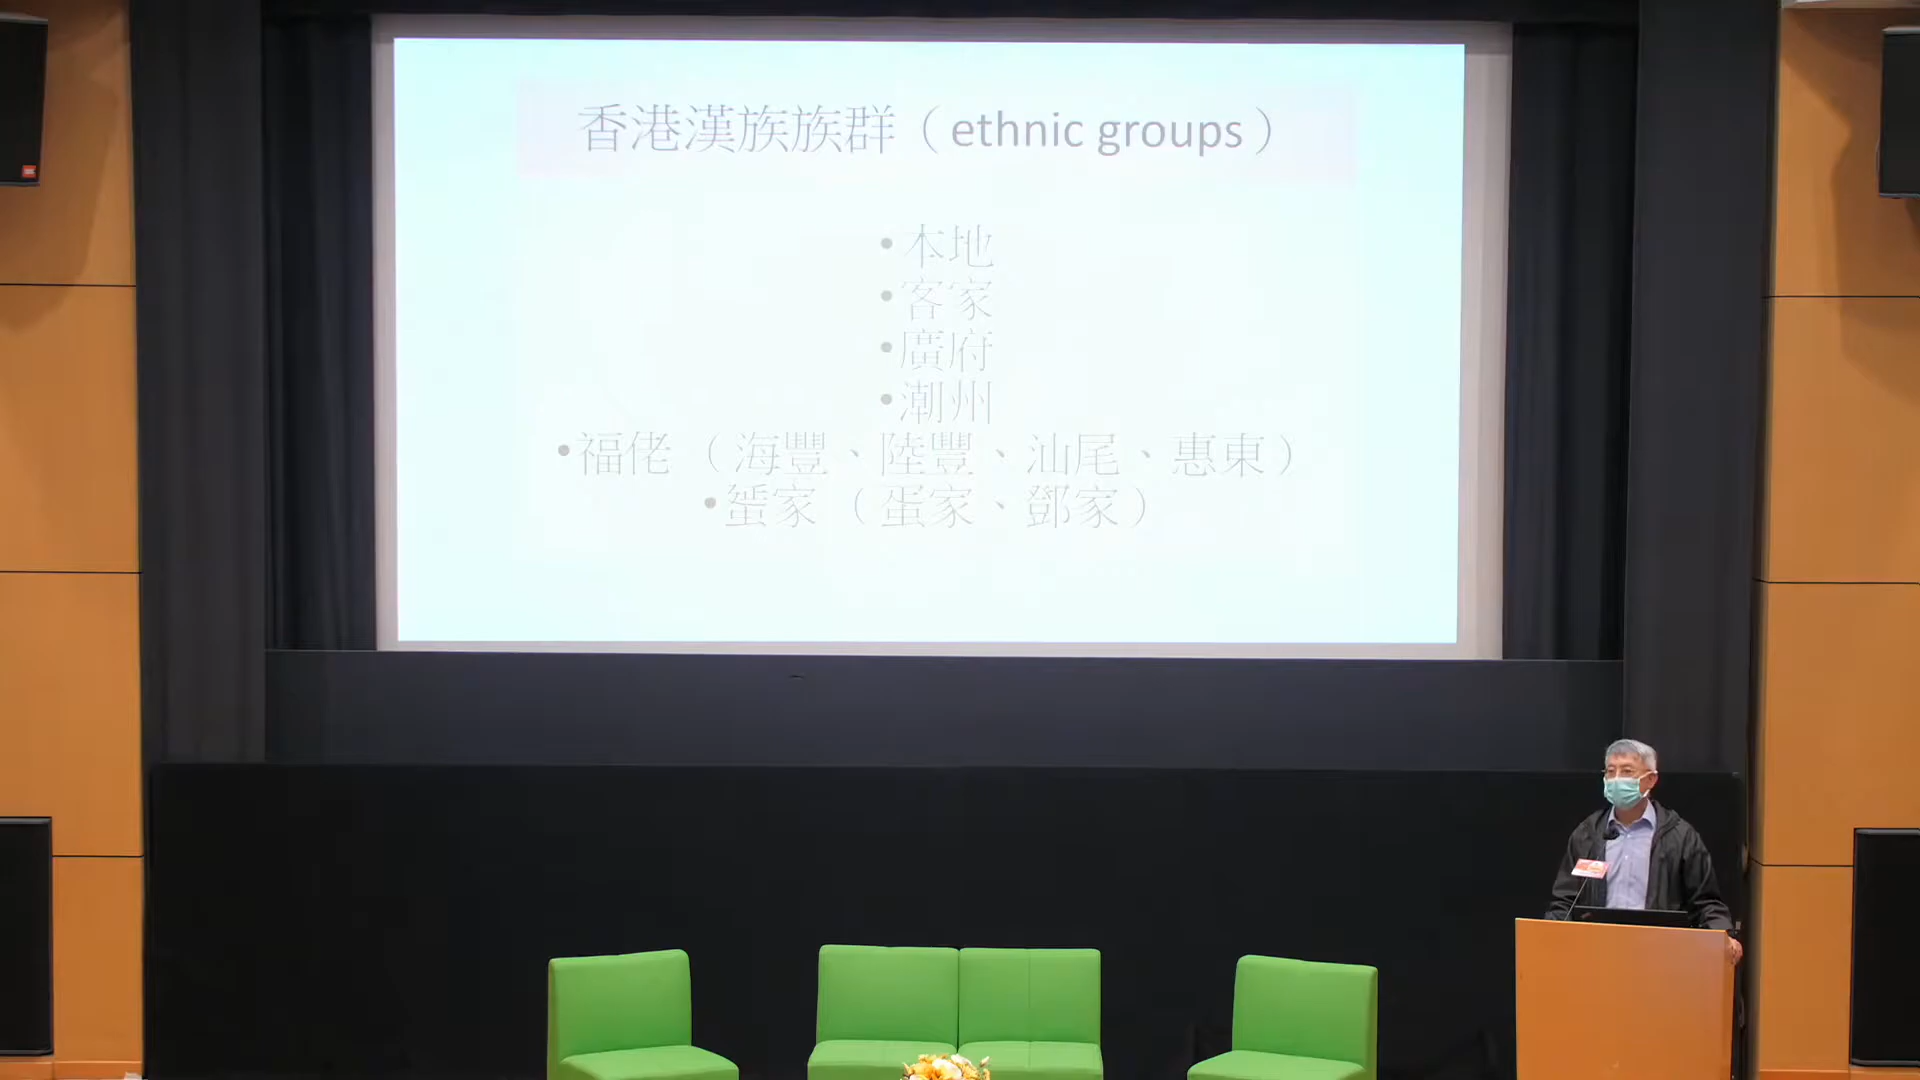 香港漢族族群（ethnic groups）
•本地
•客家
•廣府
•潮州
•福佬（海豐、陸豐、汕尾、惠東）
•蜑家（蛋家、鄧家）